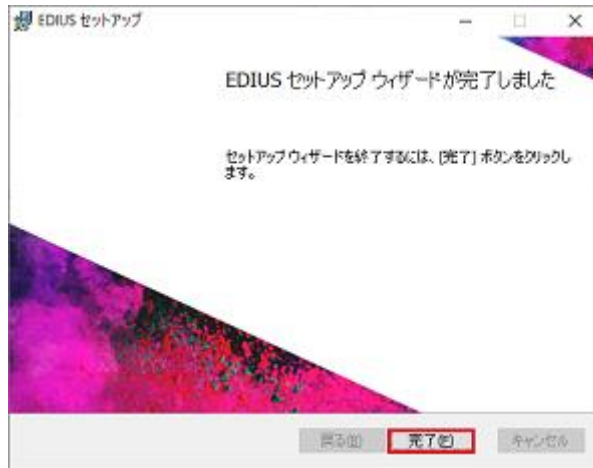 EDIUS セットアップ
EDIUS セットアップ ウィザードが完了しました
セットアップ ウィザードを終了するには、[完了] ボタンをクリックし
ます。
戻る(B) 完了(F) キャンセル